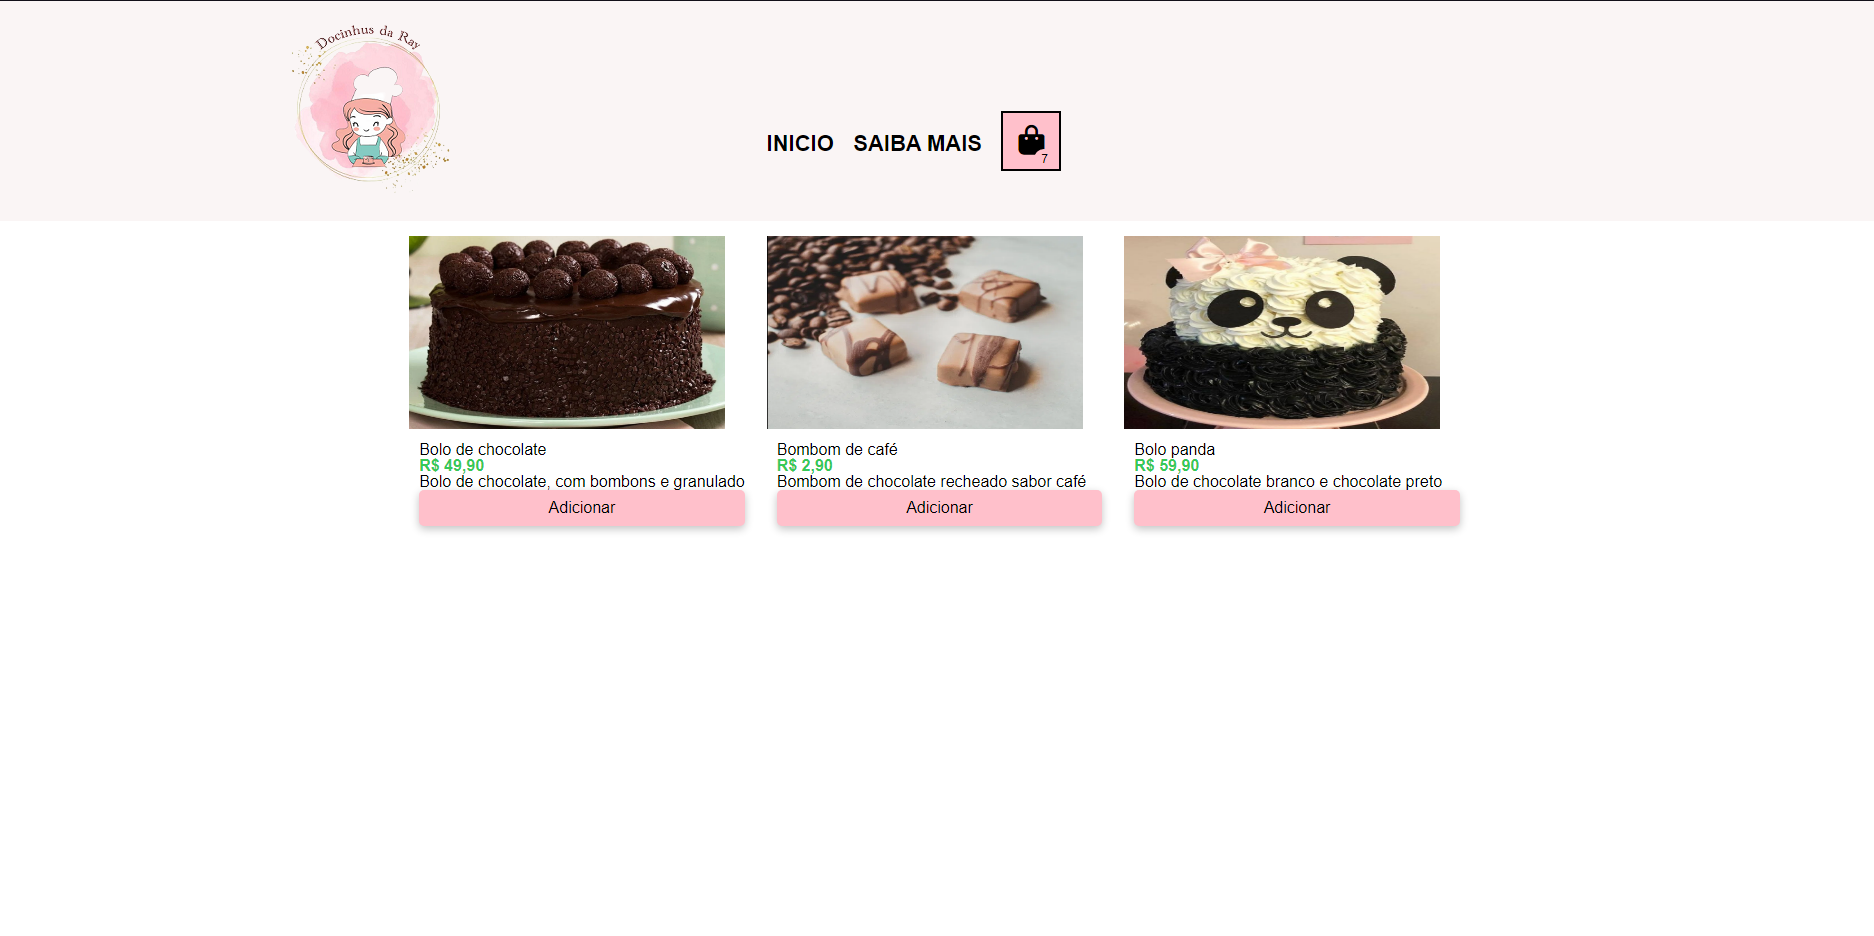 Docinhus da Ray
INICIO SAIBA MAIS
7
Bolo de chocolate
R$ 49,90
Bolo de chocolate, com bombons e granulado
Adicionar
Bombom de café
R$ 2,90
Bombom de chocolate recheado sabor café
Adicionar
Bolo panda
R$ 59,90
Bolo de chocolate branco e chocolate preto
Adicionar